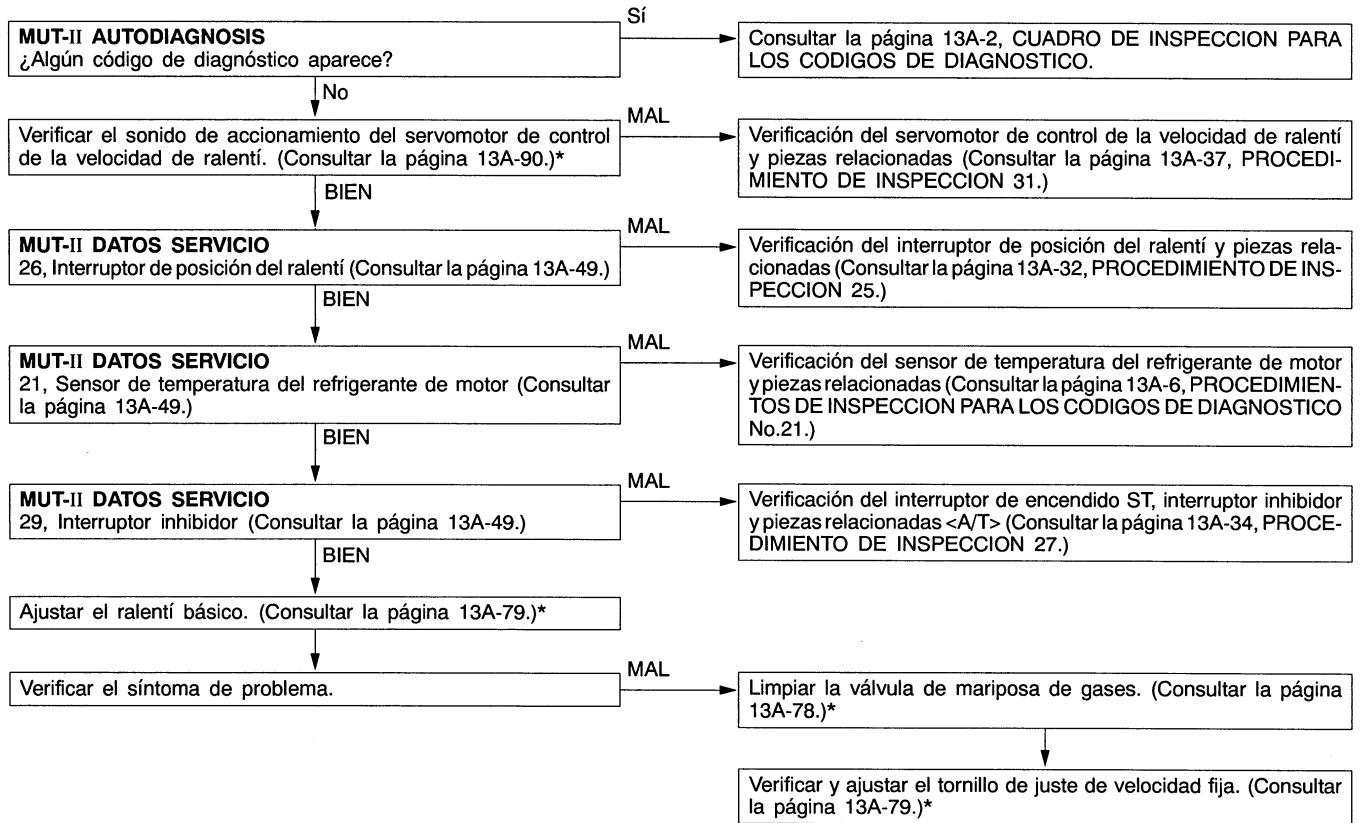 MUT-II AUTODIAGNOSIS
¿Algún código de diagnóstico aparece?
Sí
Consultar la página 13A-2, CUADRO DE INSPECCION PARA
LOS CODIGOS DE DIAGNOSTICO.
No
Verificar el sonido de accionamiento del servomotor de control
de la velocidad de ralentí. (Consultar la página 13A-90.)*
MAL
Verificación del servomotor de control de la velocidad de ralentí
y piezas relacionadas (Consultar la página 13A-37, PROCEDI-
MIENTO DE INSPECCION 31.)
BIEN
MUT-II DATOS SERVICIO
26, Interruptor de posición del ralentí (Consultar la página 13A-49.)
MAL
Verificación del interruptor de posición del ralentí y piezas rela-
cionadas (Consultar la página 13A-32, PROCEDIMIENTO DE INS-
PECCION 25.)
BIEN
MUT-II DATOS SERVICIO
21, Sensor de temperatura del refrigerante de motor (Consultar
la página 13A-49.)
MAL
Verificación del sensor de temperatura del refrigerante de motor
y piezas relacionadas (Consultar la página 13A-6, PROCEDIMIEN-
TOS DE INSPECCION PARA LOS CODIGOS DE DIAGNOSTICO
No.21.)
BIEN
MUT-II DATOS SERVICIO
29, Interruptor inhibidor (Consultar la página 13A-49.)
MAL
Verificación del interruptor de encendido ST, interruptor inhibidor
y piezas relacionadas <A/T> (Consultar la página 13A-34, PROCE-
DIMIENTO DE INSPECCION 27.)
BIEN
Ajustar el ralentí básico. (Consultar la página 13A-79.)*
Verificar el síntoma de problema.
MAL
Limpiar la válvula de mariposa de gases. (Consultar la página
13A-78.)*
Verificar y ajustar el tornillo de juste de velocidad fija. (Consultar
la página 13A-79.)*